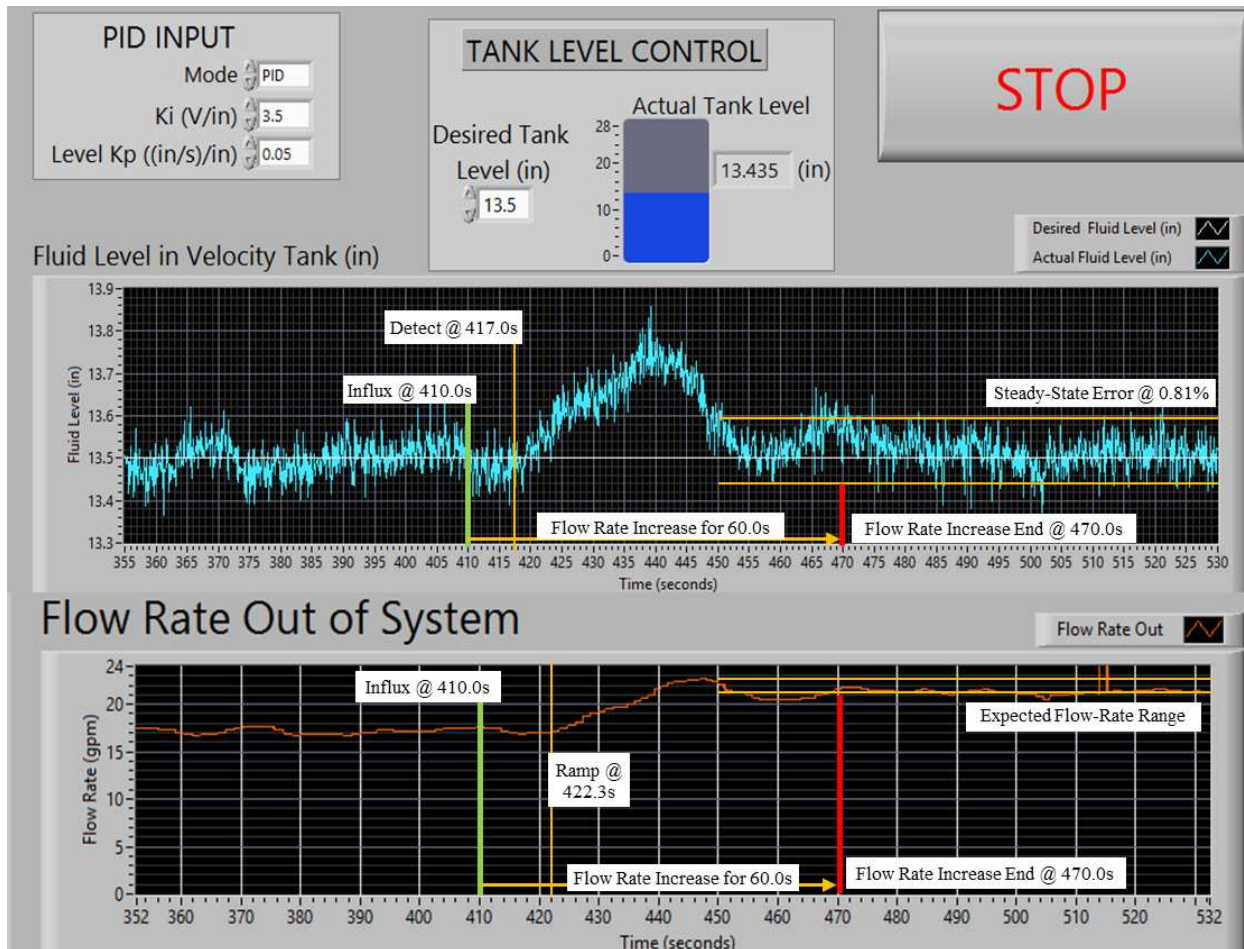 PID INPUT
Mode PID
Ki (V/in) 3.5
Level Kp ((in/s)/in) 0.05
TANK LEVEL CONTROL
Desired Tank
Level (in)
13.5
Actual Tank Level
28
20
10
0
13.435 (in)
STOP
Desired Fluid Level (in)
Actual Fluid Level (in)
Fluid Level in Velocity Tank (in)
Fluid Level (in)
13.9
13.8
13.7
13.6
13.5
13.4
13.3
Detect @ 417.0s
Influx @ 410.0s
Steady-State Error @ 0.81%
Flow Rate Increase for 60.0s
Flow Rate Increase End @ 470.0s
355 360 365 370 375 380 385 390 395 400 405 410 415 420 425 430 435 440 445 450 455 460 465 470 475 480 485 490 495 500 505 510 515 520 525 530
Time (seconds)
Flow Rate Out of System
Flow Rate Out
Flow Rate (gpm)
24
20
15
10
5
0
Influx @ 410.0s
Expected Flow-Rate Range
Ramp @
422.3s
Flow Rate Increase for 60.0s
Flow Rate Increase End @ 470.0s
352 360 370 380 390 400 410 420 430 440 450 460 470 480 490 500 510 520 532
Time (seconds)